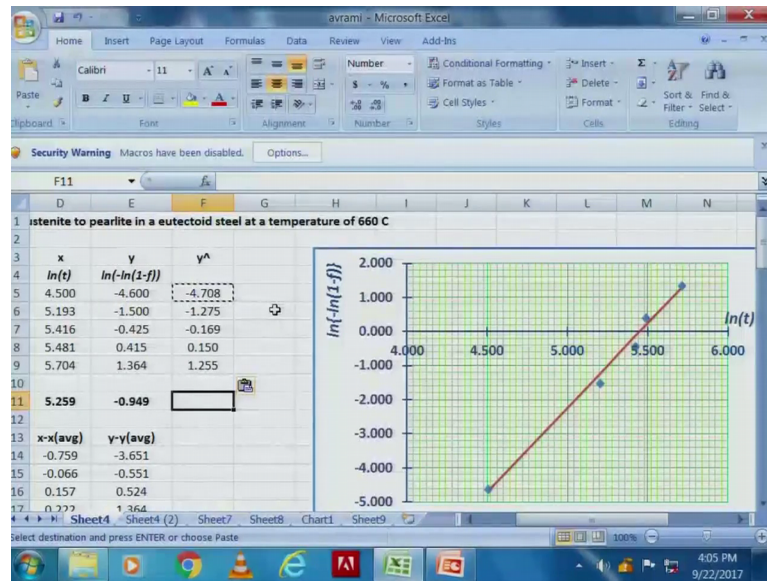 avrami - Microsoft Excel
Home Insert Page Layout Formulas Data Review View Add-Ins
Paste
Calibri 11 A A
B I U A
Number
$ % ,
Conditional Formatting
Format as Table
Cell Styles
Insert
Delete
Format
Σ
Sort & Filter
Find & Select
Clipboard Font Alignment Number Styles Cells Editing
Security Warning Macros have been disabled. Options...
F11 fx
D E F G H I J K L M N
1 ustenite to pearlite in a eutectoid steel at a temperature of 660 C
2
3 x y y^
4 ln(t) ln(-ln(1-f))
5 4.500 -4.600 -4.708
6 5.193 -1.500 -1.275
7 5.416 -0.425 -0.169
8 5.481 0.415 0.150
9 5.704 1.364 1.255
10
11 5.259 -0.949
12
13 x-x(avg) y-y(avg)
14 -0.759 -3.651
15 -0.066 -0.551
16 0.157 0.524
17 0.222 1.364
ln{-ln(1-f)}
2.000
1.000
0.000
-1.000
-2.000
-3.000
-4.000
-5.000
4.000 4.500 5.000 5.500 6.000
ln(t)
Sheet4 Sheet4 (2) Sheet7 Sheet8 Chart1 Sheet9
Select destination and press ENTER or choose Paste
100%
4:05 PM
9/22/2017